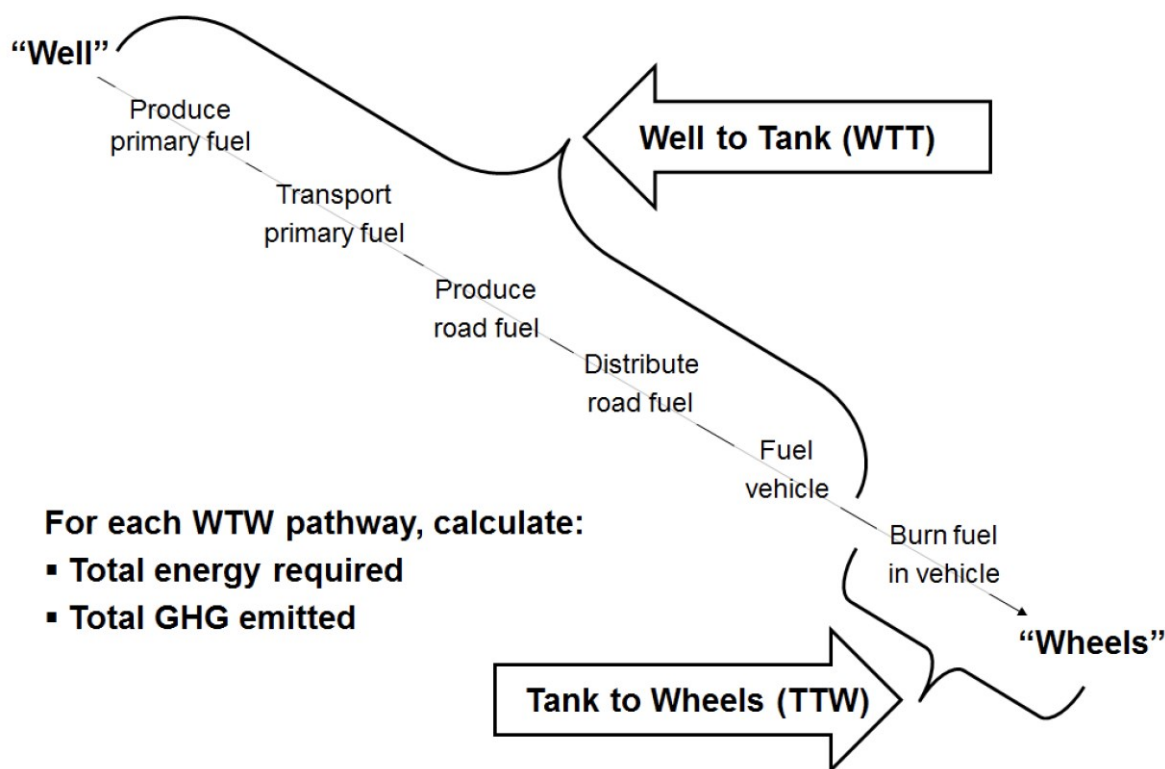 “Well”
Produce
primary fuel
Well to Tank (WTT)
Transport
primary fuel
Produce
road fuel
Distribute
road fuel
Fuel
vehicle
For each WTW pathway, calculate:
▪ Total energy required
▪ Total GHG emitted
Burn fuel
in vehicle
“Wheels”
Tank to Wheels (TTW)